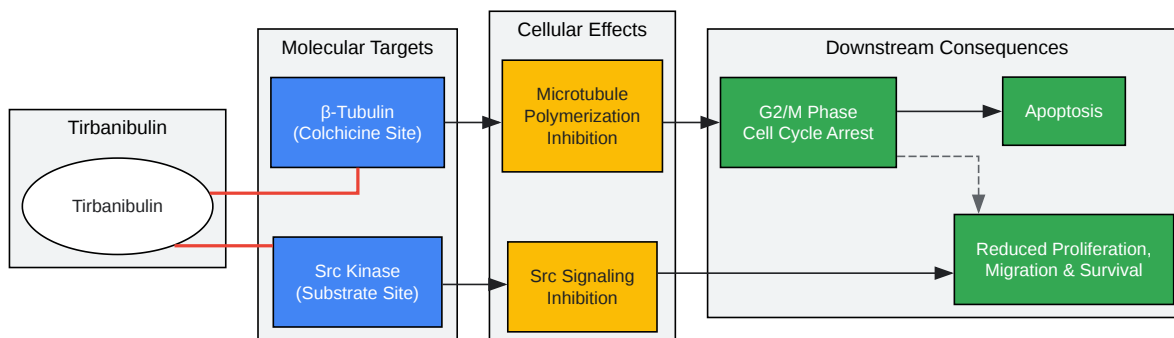 Tirbanibulin
Tirbanibulin
Molecular Targets
β-Tubulin
(Colchicine Site)
Src Kinase
(Substrate Site)
Cellular Effects
Microtubule
Polymerization
Inhibition
Src Signaling
Inhibition
Downstream Consequences
G2/M Phase
Cell Cycle Arrest
Apoptosis
Reduced Proliferation,
Migration & Survival